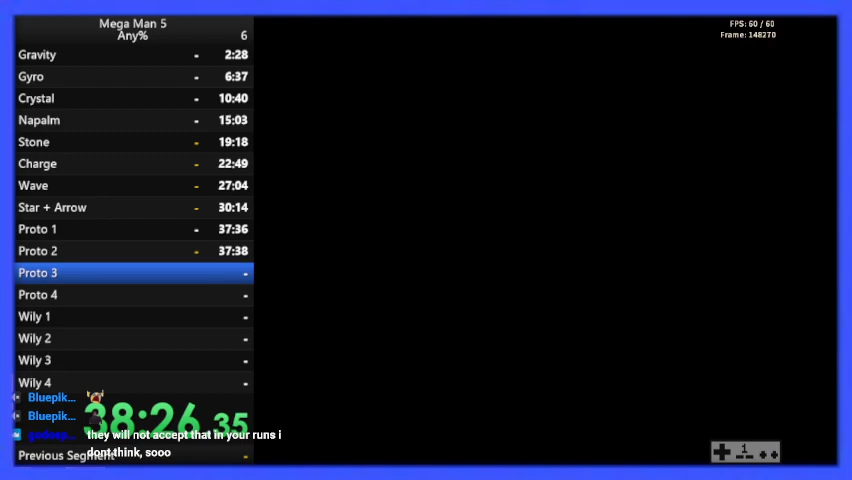 Mega Man 5
Any% 6
FPS: 60 / 60
Frame: 148270
Gravity - 2:28
Gyro - 6:37
Crystal - 10:40
Napalm - 15:03
Stone - 19:18
Charge - 22:49
Wave - 27:04
Star + Arrow - 30:14
Proto 1 - 37:36
Proto 2 - 37:38
Proto 3 -
Proto 4 -
Wily 1 -
Wily 2 -
Wily 3 -
Wily 4 -
Bluepik...
Bluepik...
38:26.35
they will not accept that in your runs i
dont think, sooo
Previous Segment -
1